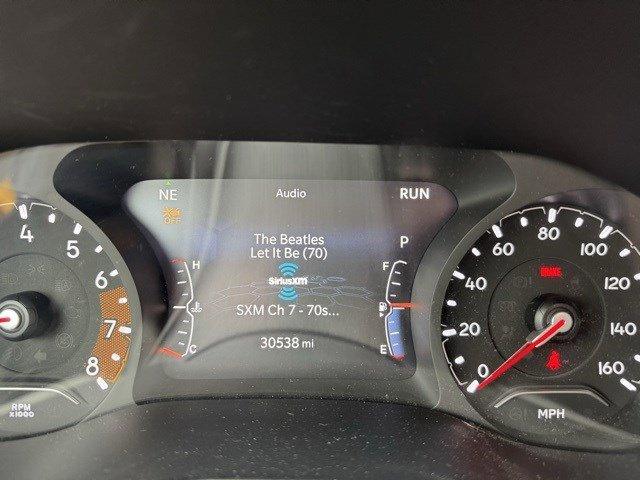 NE Audio RUN
OFF
The Beatles
Let It Be (70)
P
H F
SiriusXM
SXM Ch 7 - 70s...
C E
30538 mi
4
5
6
7
8
RPM
x1000
0
20
40
60
80
100
120
140
160
BRAKE
MPH